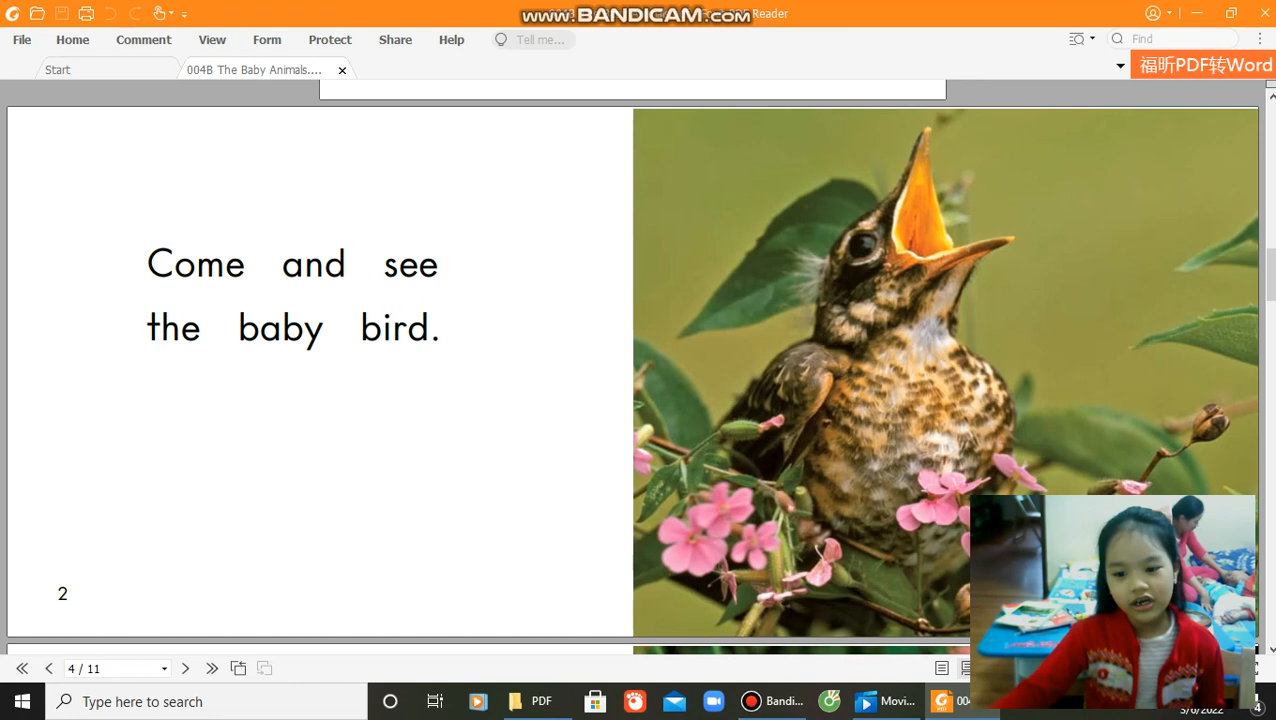 www.BANDICAM.com
Reader
File Home Comment View Form Protect Share Help Tell me... Find
Start 004B The Baby Animals....
福昕PDF转Word
Come and see
the baby bird.
2
4 / 11
Type here to search
PDF
Bandi...
Movi...
4